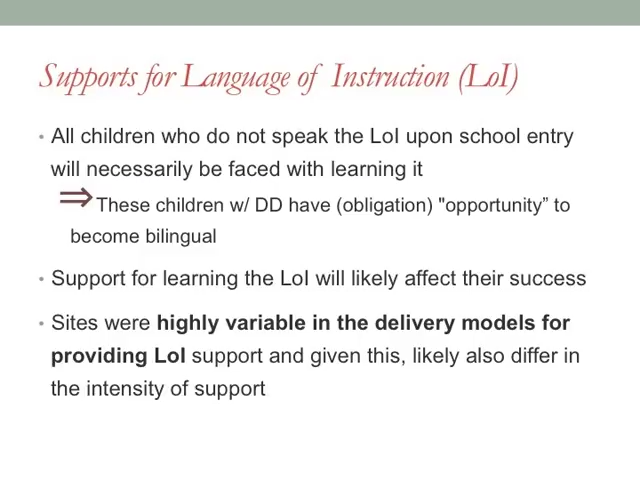 Supports for Language of Instruction (LoI)
• All children who do not speak the LoI upon school entry
will necessarily be faced with learning it
⇒These children w/ DD have (obligation) "opportunity” to
become bilingual
• Support for learning the LoI will likely affect their success
• Sites were highly variable in the delivery models for
providing LoI support and given this, likely also differ in
the intensity of support